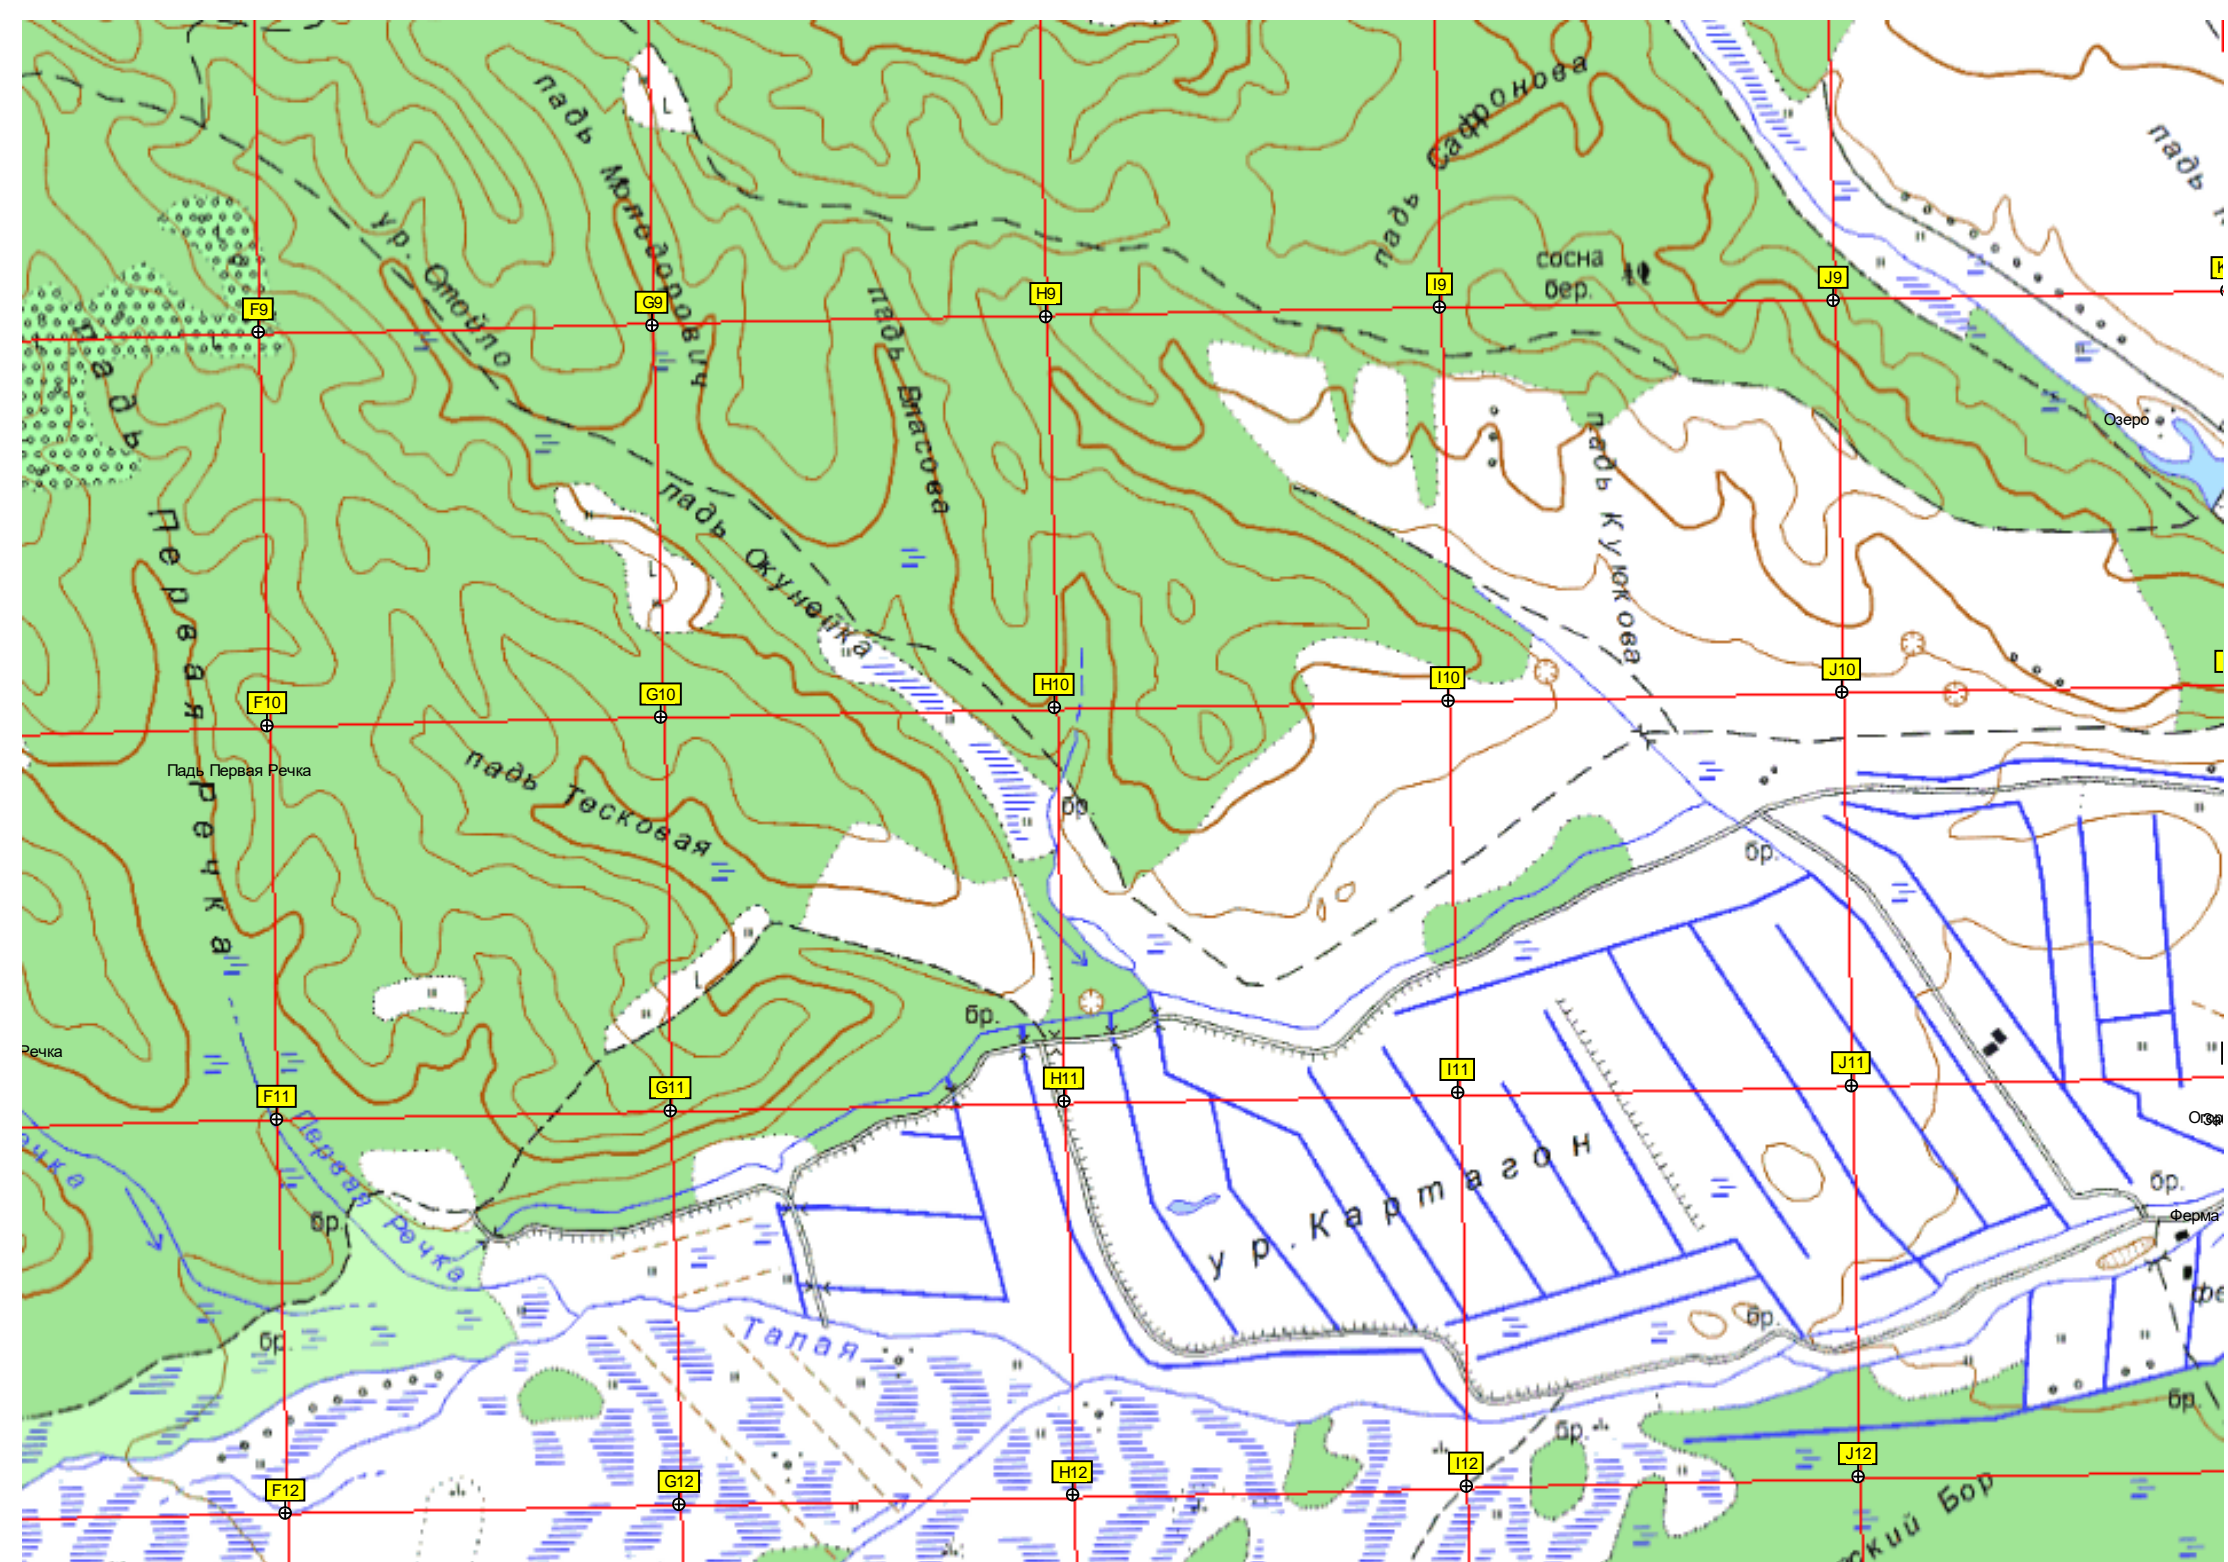 падь Молодорович
L
падь Сафронова
ур. Стойло
сосна
бер.
F9
G9
H9
I9
J9
падь Власова
Озеро
падь Окунейка
падь Куюкова
L
Падь Первая Речка
F10
G10
H10
I10
J10
Падь Первая Речка
падь Тесковая
бр.
бр.
L
бр.
Речка
F11
G11
H11
I11
J11
Первая Речка
бр.
бр.
Ферма
ур. Картагон
бр.
бр.
Талая
бр.
бр.
F12
G12
H12
I12
J12
Бор